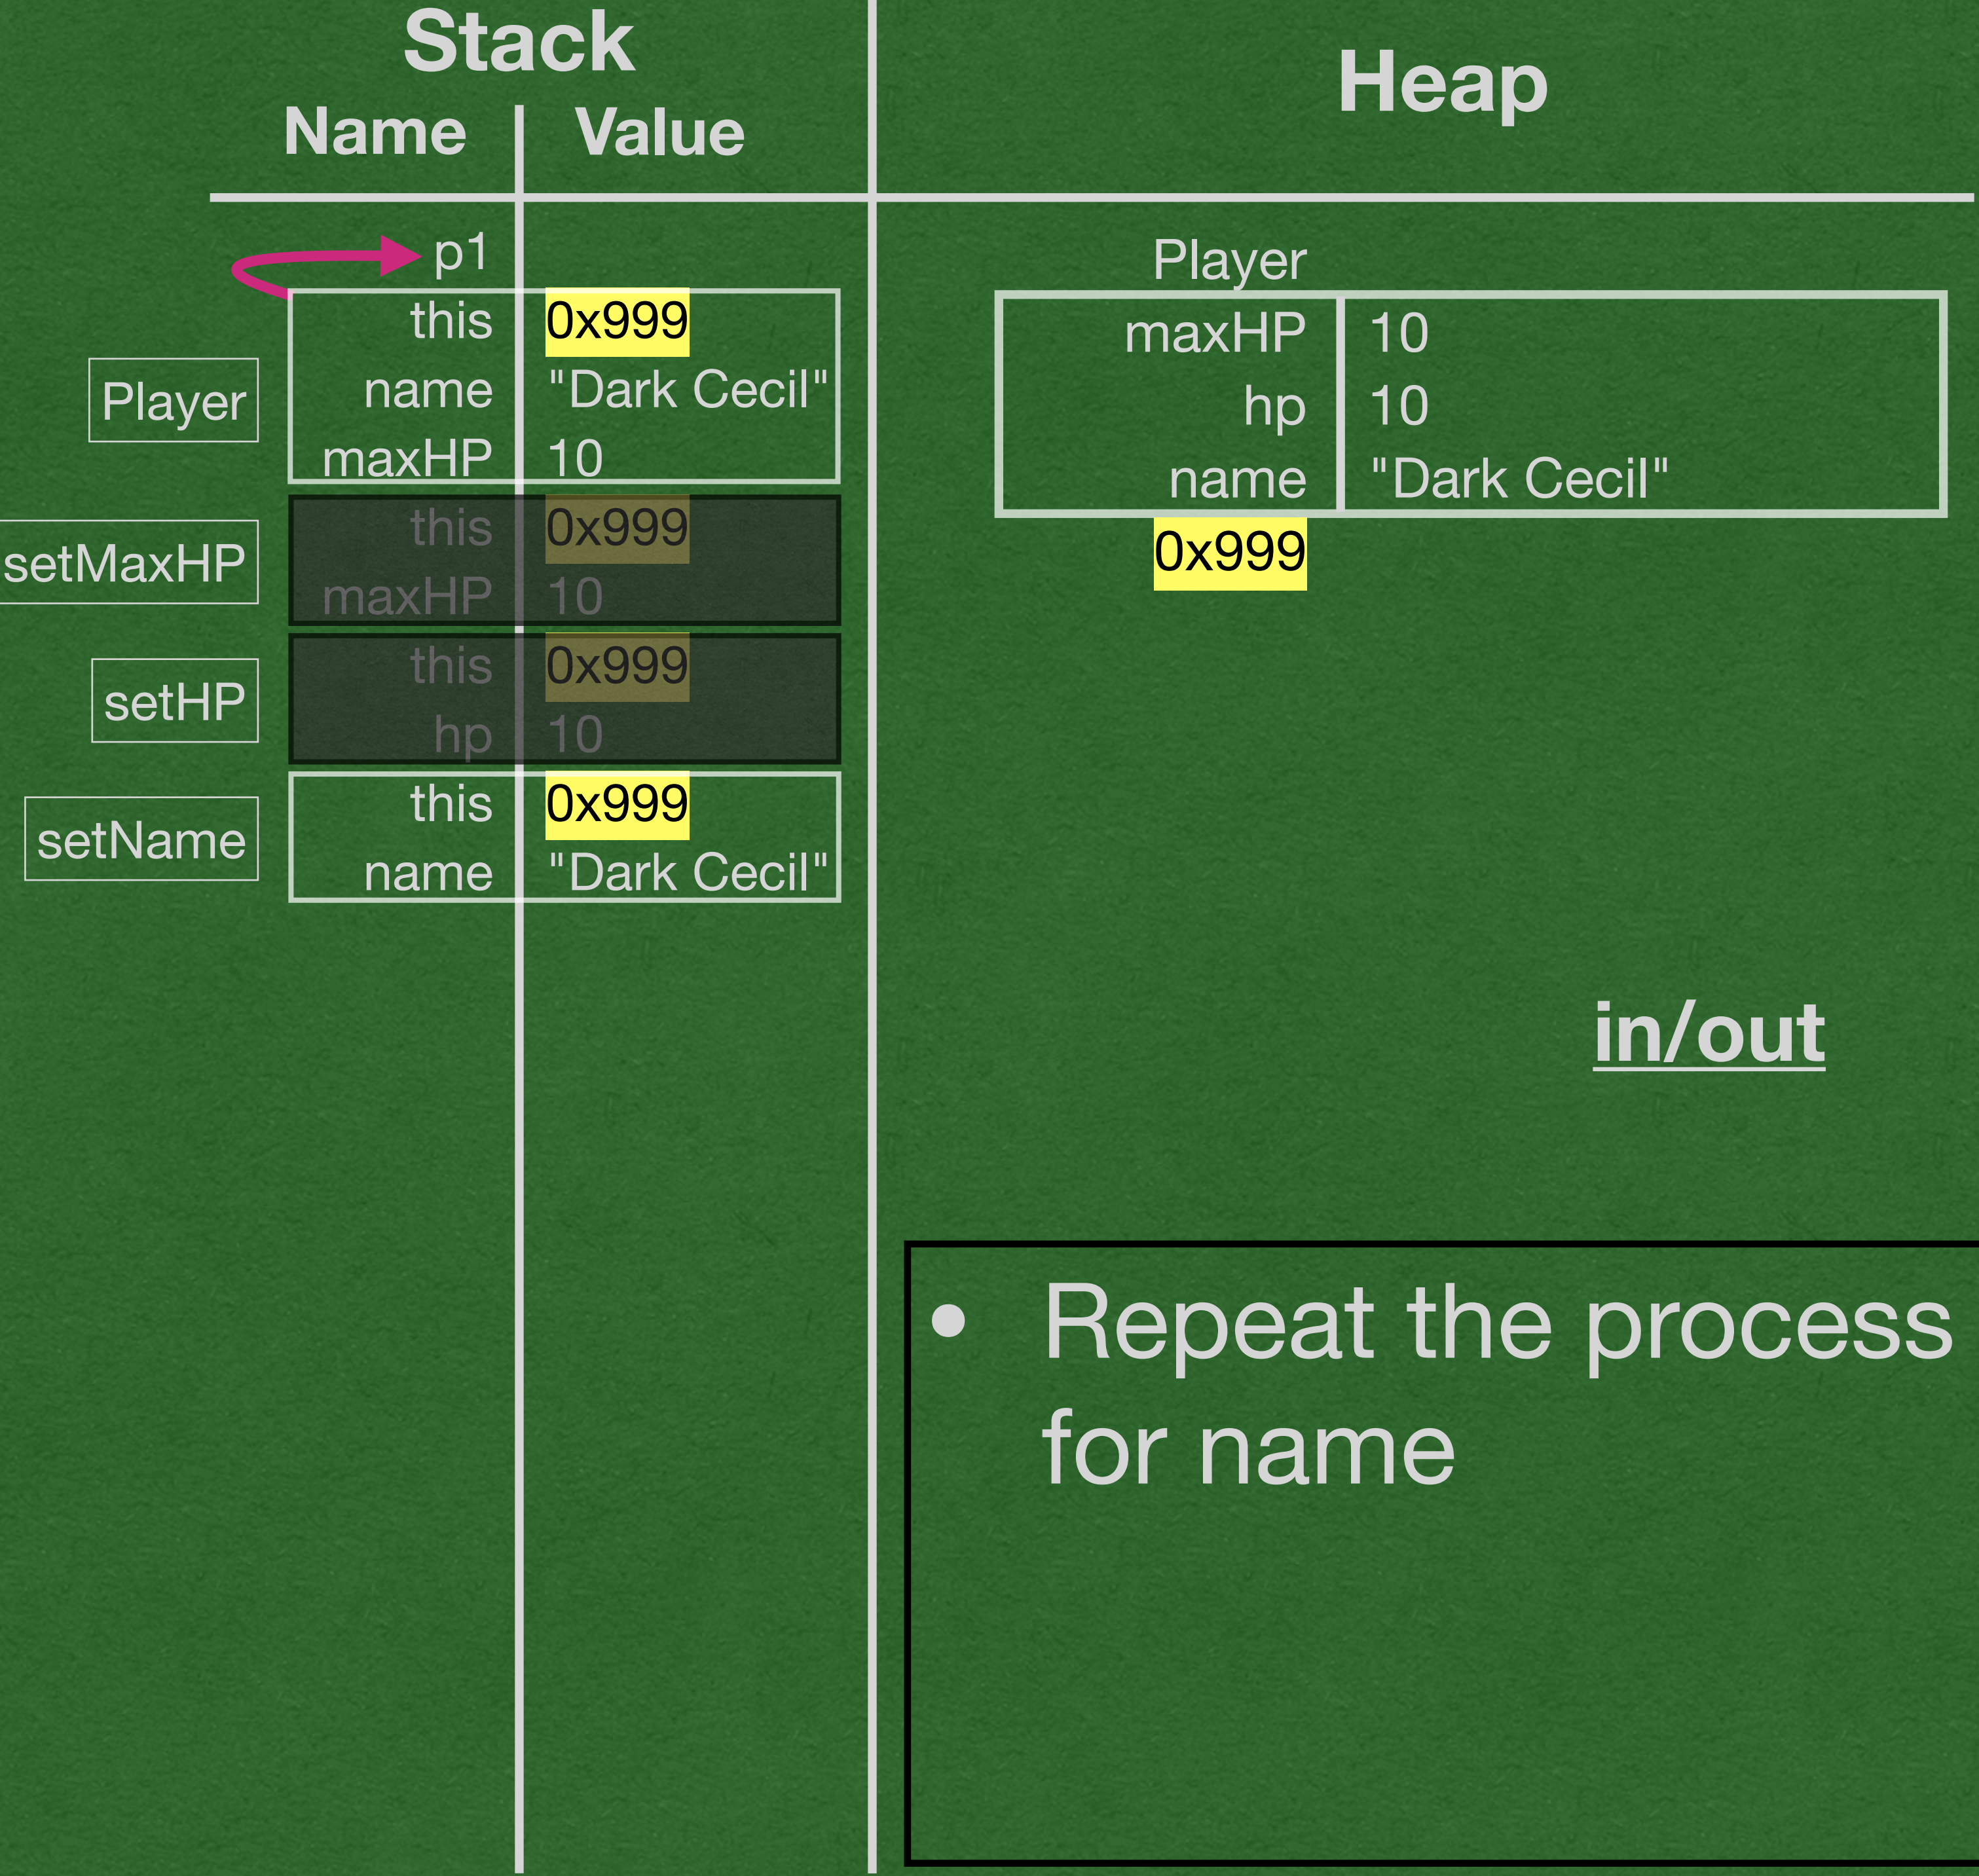 Stack
Heap
Name Value
p1
Player
this 0x999
name "Dark Cecil"
maxHP 10
Player
maxHP 10
hp 10
name "Dark Cecil"
0x999
setMaxHP
this 0x999
maxHP 10
setHP
this 0x999
hp 10
setName
this 0x999
name "Dark Cecil"
in/out
• Repeat the process
for name